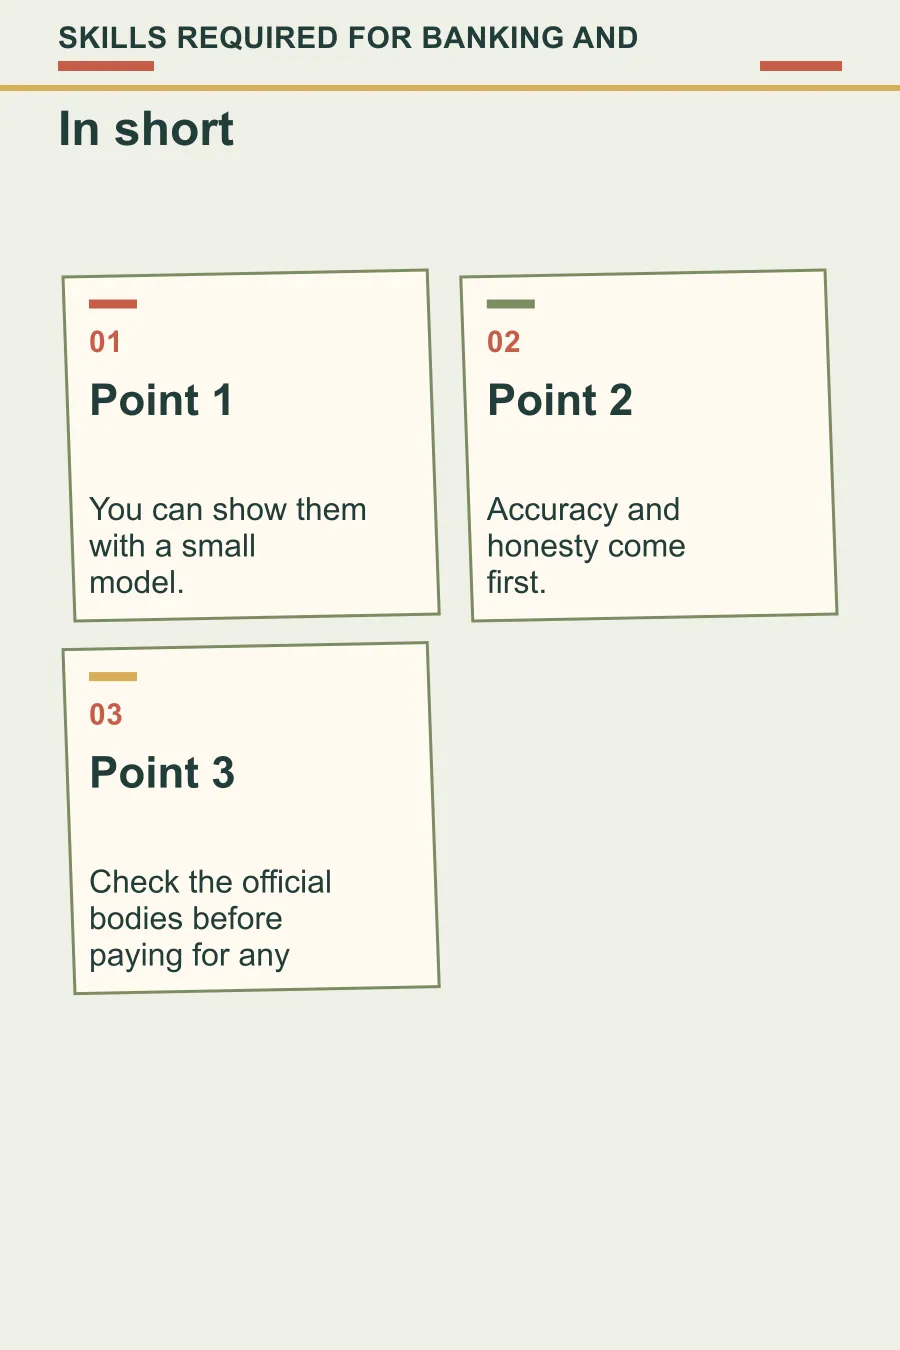 SKILLS REQUIRED FOR BANKING AND
In short
01
Point 1
You can show them
with a small
model.
02
Point 2
Accuracy and
honesty come
first.
03
Point 3
Check the official
bodies before
paying for any